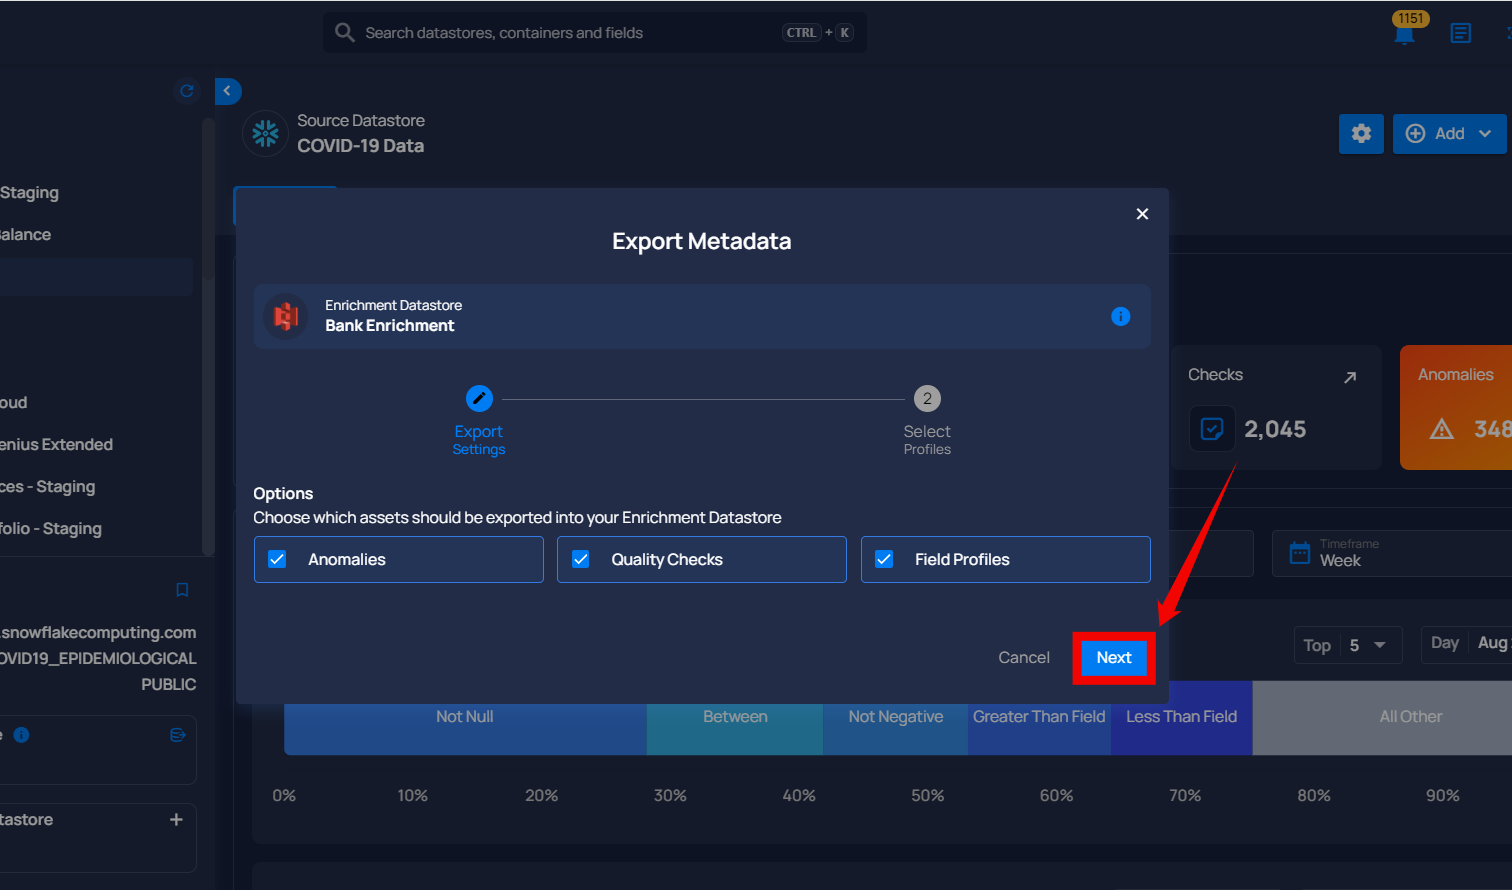 Search datastores, containers and fields
CTRL + K
1151
Source Datastore
COVID-19 Data
Add
Staging
alance
oud
enius Extended
ces - Staging
folio - Staging
.snowflakecomputing.com
OVID19_EPIDEMIOLOGICAL
PUBLIC
e
tastore
Export Metadata
Enrichment Datastore
Bank Enrichment
2
Export
Settings
Select
Profiles
Options
Choose which assets should be exported into your Enrichment Datastore
Anomalies
Quality Checks
Field Profiles
Cancel
Next
Checks
2,045
Anomalies
348
Timeframe
Week
Top 5
Day Aug
Not Null
Between
Not Negative
Greater Than Field
Less Than Field
All Other
0% 10% 20% 30% 40% 50% 60% 70% 80% 90%